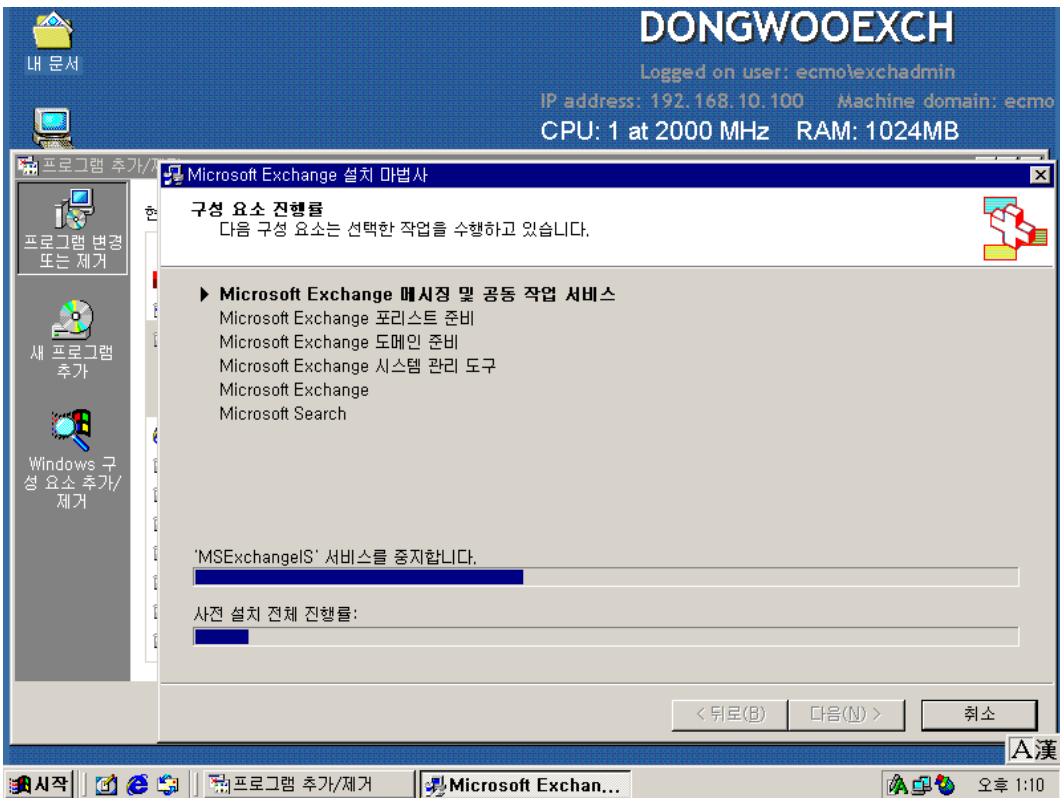 내 문서
DONGWOOEXCH
Logged on user: ecmo\exchadmin
IP address: 192.168.10.100 Machine domain: ecmo
CPU: 1 at 2000 MHz RAM: 1024MB
프로그램 추가/제
Microsoft Exchange 설치 마법사
프로그램 변경
또는 제거
새 프로그램
추가
Windows 구
성 요소 추가/
제거
구성 요소 진행률
다음 구성 요소는 선택한 작업을 수행하고 있습니다.
Microsoft Exchange 메시징 및 공동 작업 서비스
Microsoft Exchange 포리스트 준비
Microsoft Exchange 도메인 준비
Microsoft Exchange 시스템 관리 도구
Microsoft Exchange
Microsoft Search
'MSExchangeIS' 서비스를 중지합니다.
사전 설치 전체 진행률:
< 뒤로(B) 다음(N) > 취소
A漢
시작 프로그램 추가/제거 Microsoft Exchan... 오후 1:10